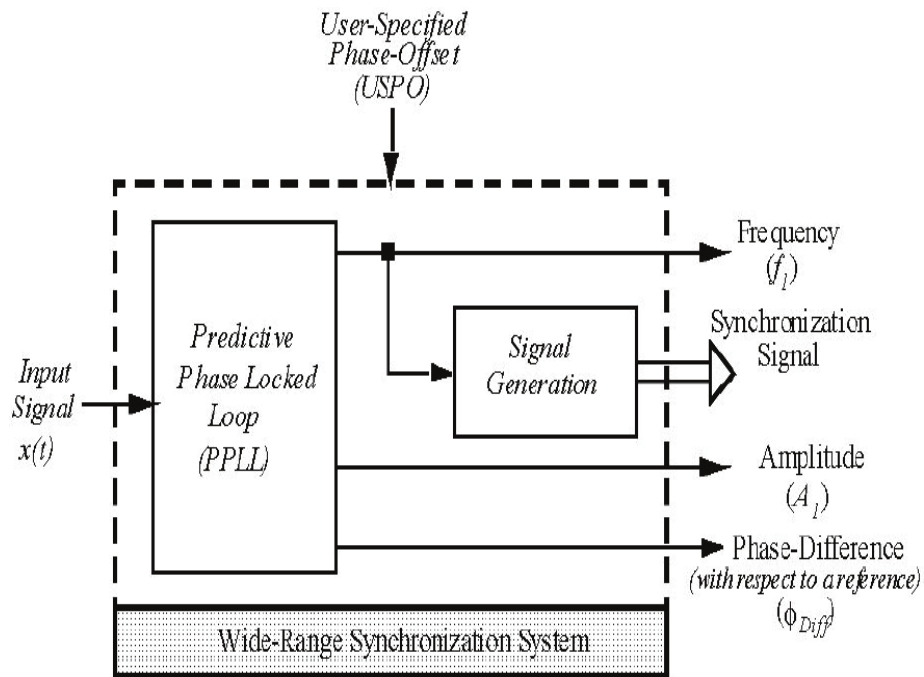 User-Specified
Phase-Offset
(USPO)
Frequency
(f1)
Synchronization
Signal
Signal
Generation
Predictive
Phase Locked
Loop
(PPLL)
Input
Signal
x(t)
Amplitude
(A1)
Phase-Difference
(with respect to a reference)
(ϕDiff)
Wide-Range Synchronization System